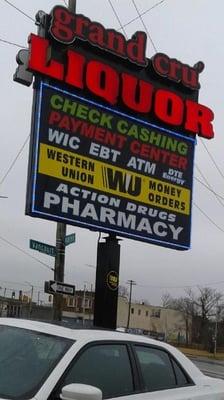 grand cru
LIQUOR
CHECK CASHING
PAYMENT CENTER
WIC EBT ATM DTE Energy
WESTERN UNION WU MONEY ORDERS
ACTION DRUGS
PHARMACY